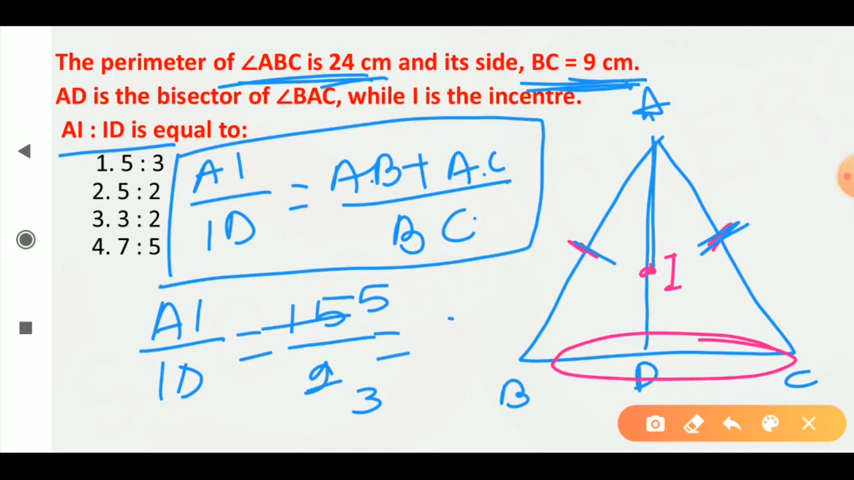 The perimeter of ∠ABC is 24 cm and its side, BC = 9 cm.
AD is the bisector of ∠BAC, while I is the incentre.
AI : ID is equal to:
1. 5 : 3
2. 5 : 2
3. 3 : 2
4. 7 : 5
AI / ID = AB + AC / BC
AI / ID = 15 5 / 9 3 =
A
I
B
D
C